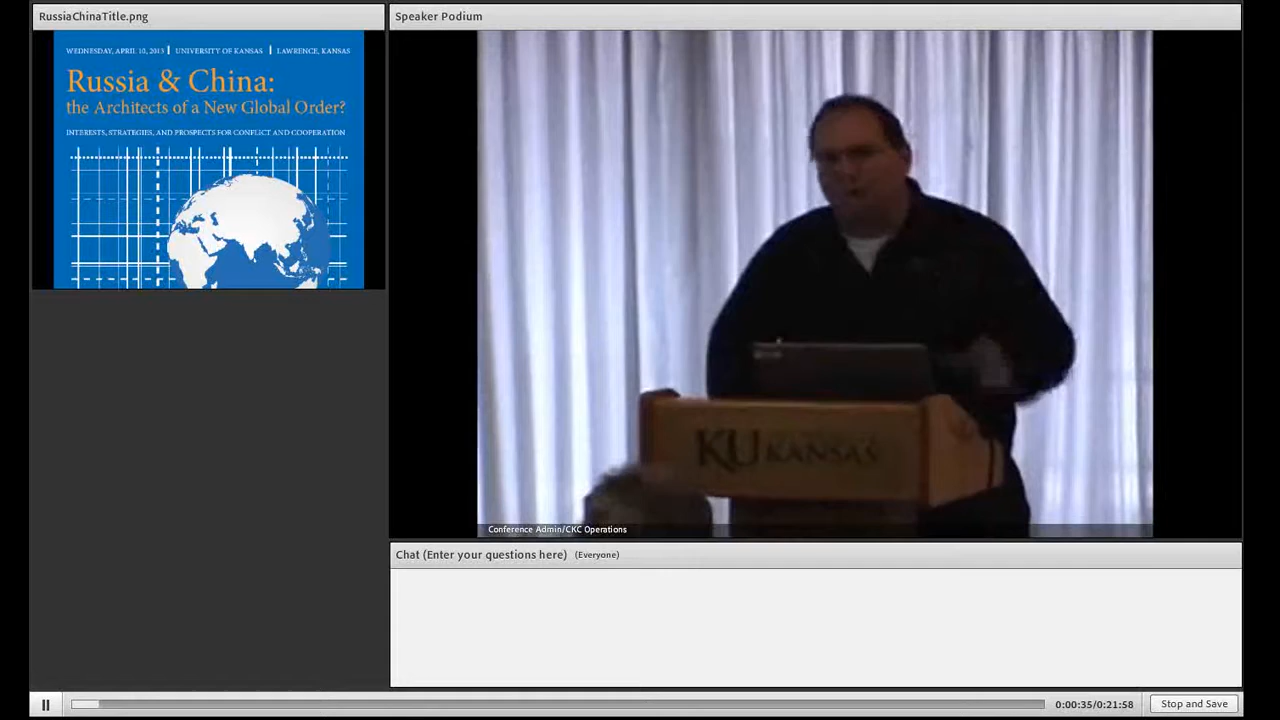 RussiaChinaTitle.png
WEDNESDAY, APRIL 10, 2013 | UNIVERSITY OF KANSAS | LAWRENCE, KANSAS
Russia & China:
the Architects of a New Global Order?
INTERESTS, STRATEGIES, AND PROSPECTS FOR CONFLICT AND COOPERATION
Speaker Podium
KU KANSAS
Conference Admin/CKC Operations
Chat (Enter your questions here) (Everyone)
0:00:35/0:21:58
Stop and Save